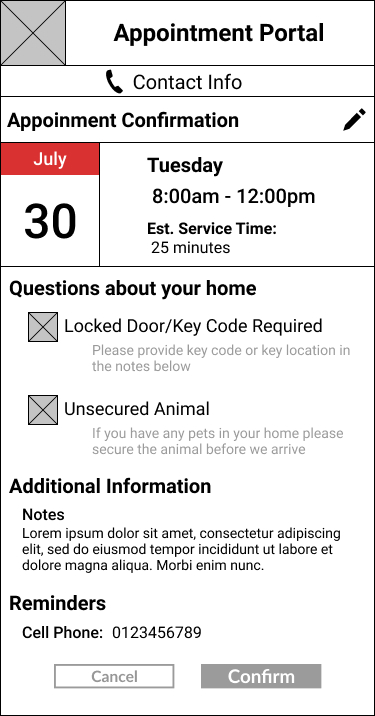 Appointment Portal
Contact Info
Appoinment Confirmation
July
30
Tuesday
8:00am - 12:00pm
Est. Service Time:
25 minutes
Questions about your home
Locked Door/Key Code Required
Please provide key code or key location in
the notes below
Unsecured Animal
If you have any pets in your home please
secure the animal before we arrive
Additional Information
Notes
Lorem ipsum dolor sit amet, consectetur adipiscing
elit, sed do eiusmod tempor incididunt ut labore et
dolore magna aliqua. Morbi enim nunc.
Reminders
Cell Phone: 0123456789
Cancel
Confirm